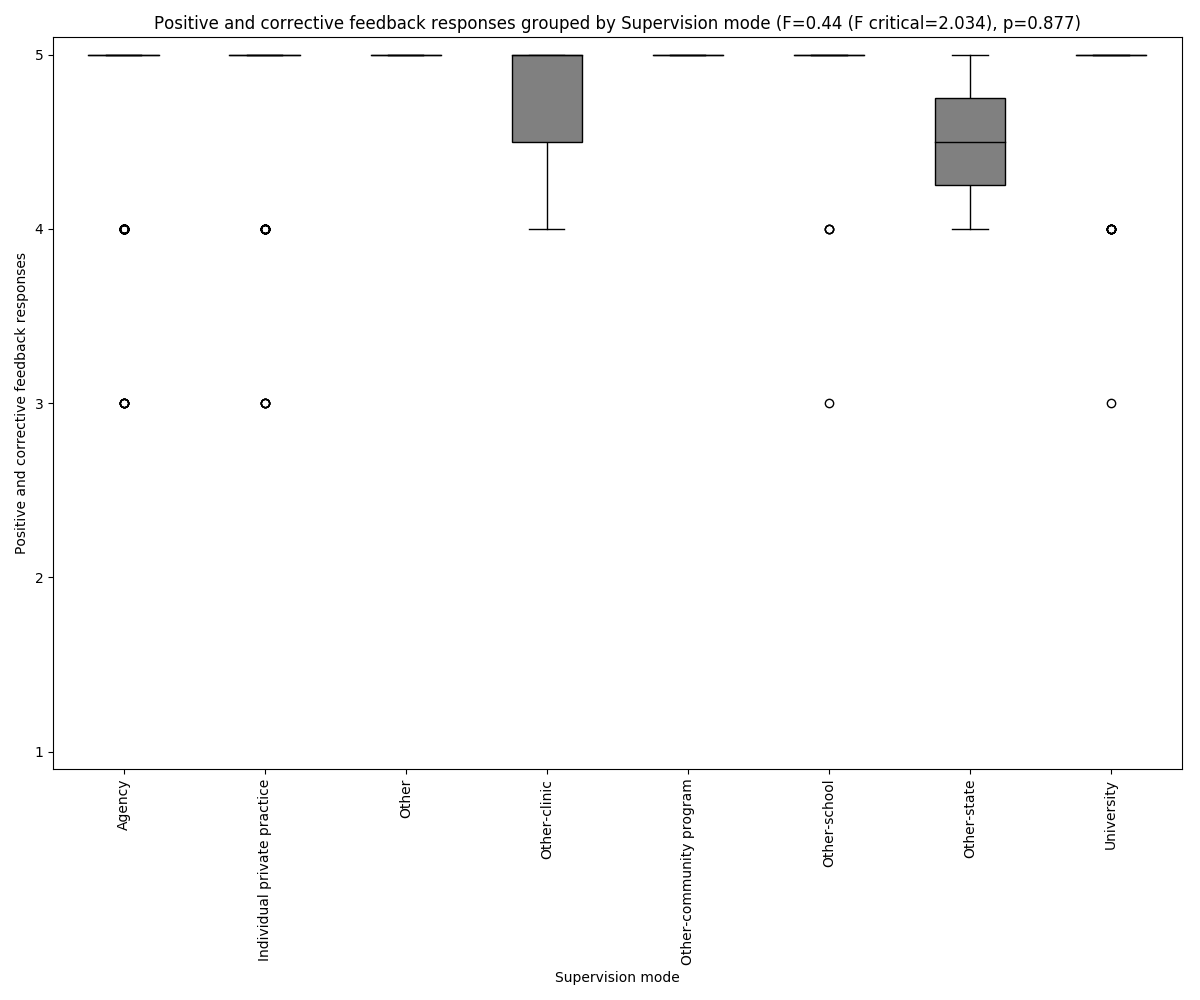 Positive and corrective feedback responses grouped by Supervision mode (F=0.44 (F critical=2.034), p=0.877)
Positive and corrective feedback responses
5
4
3
2
1
Agency
Individual private practice
Other
Other-clinic
Other-community program
Other-school
Other-state
University
Supervision mode